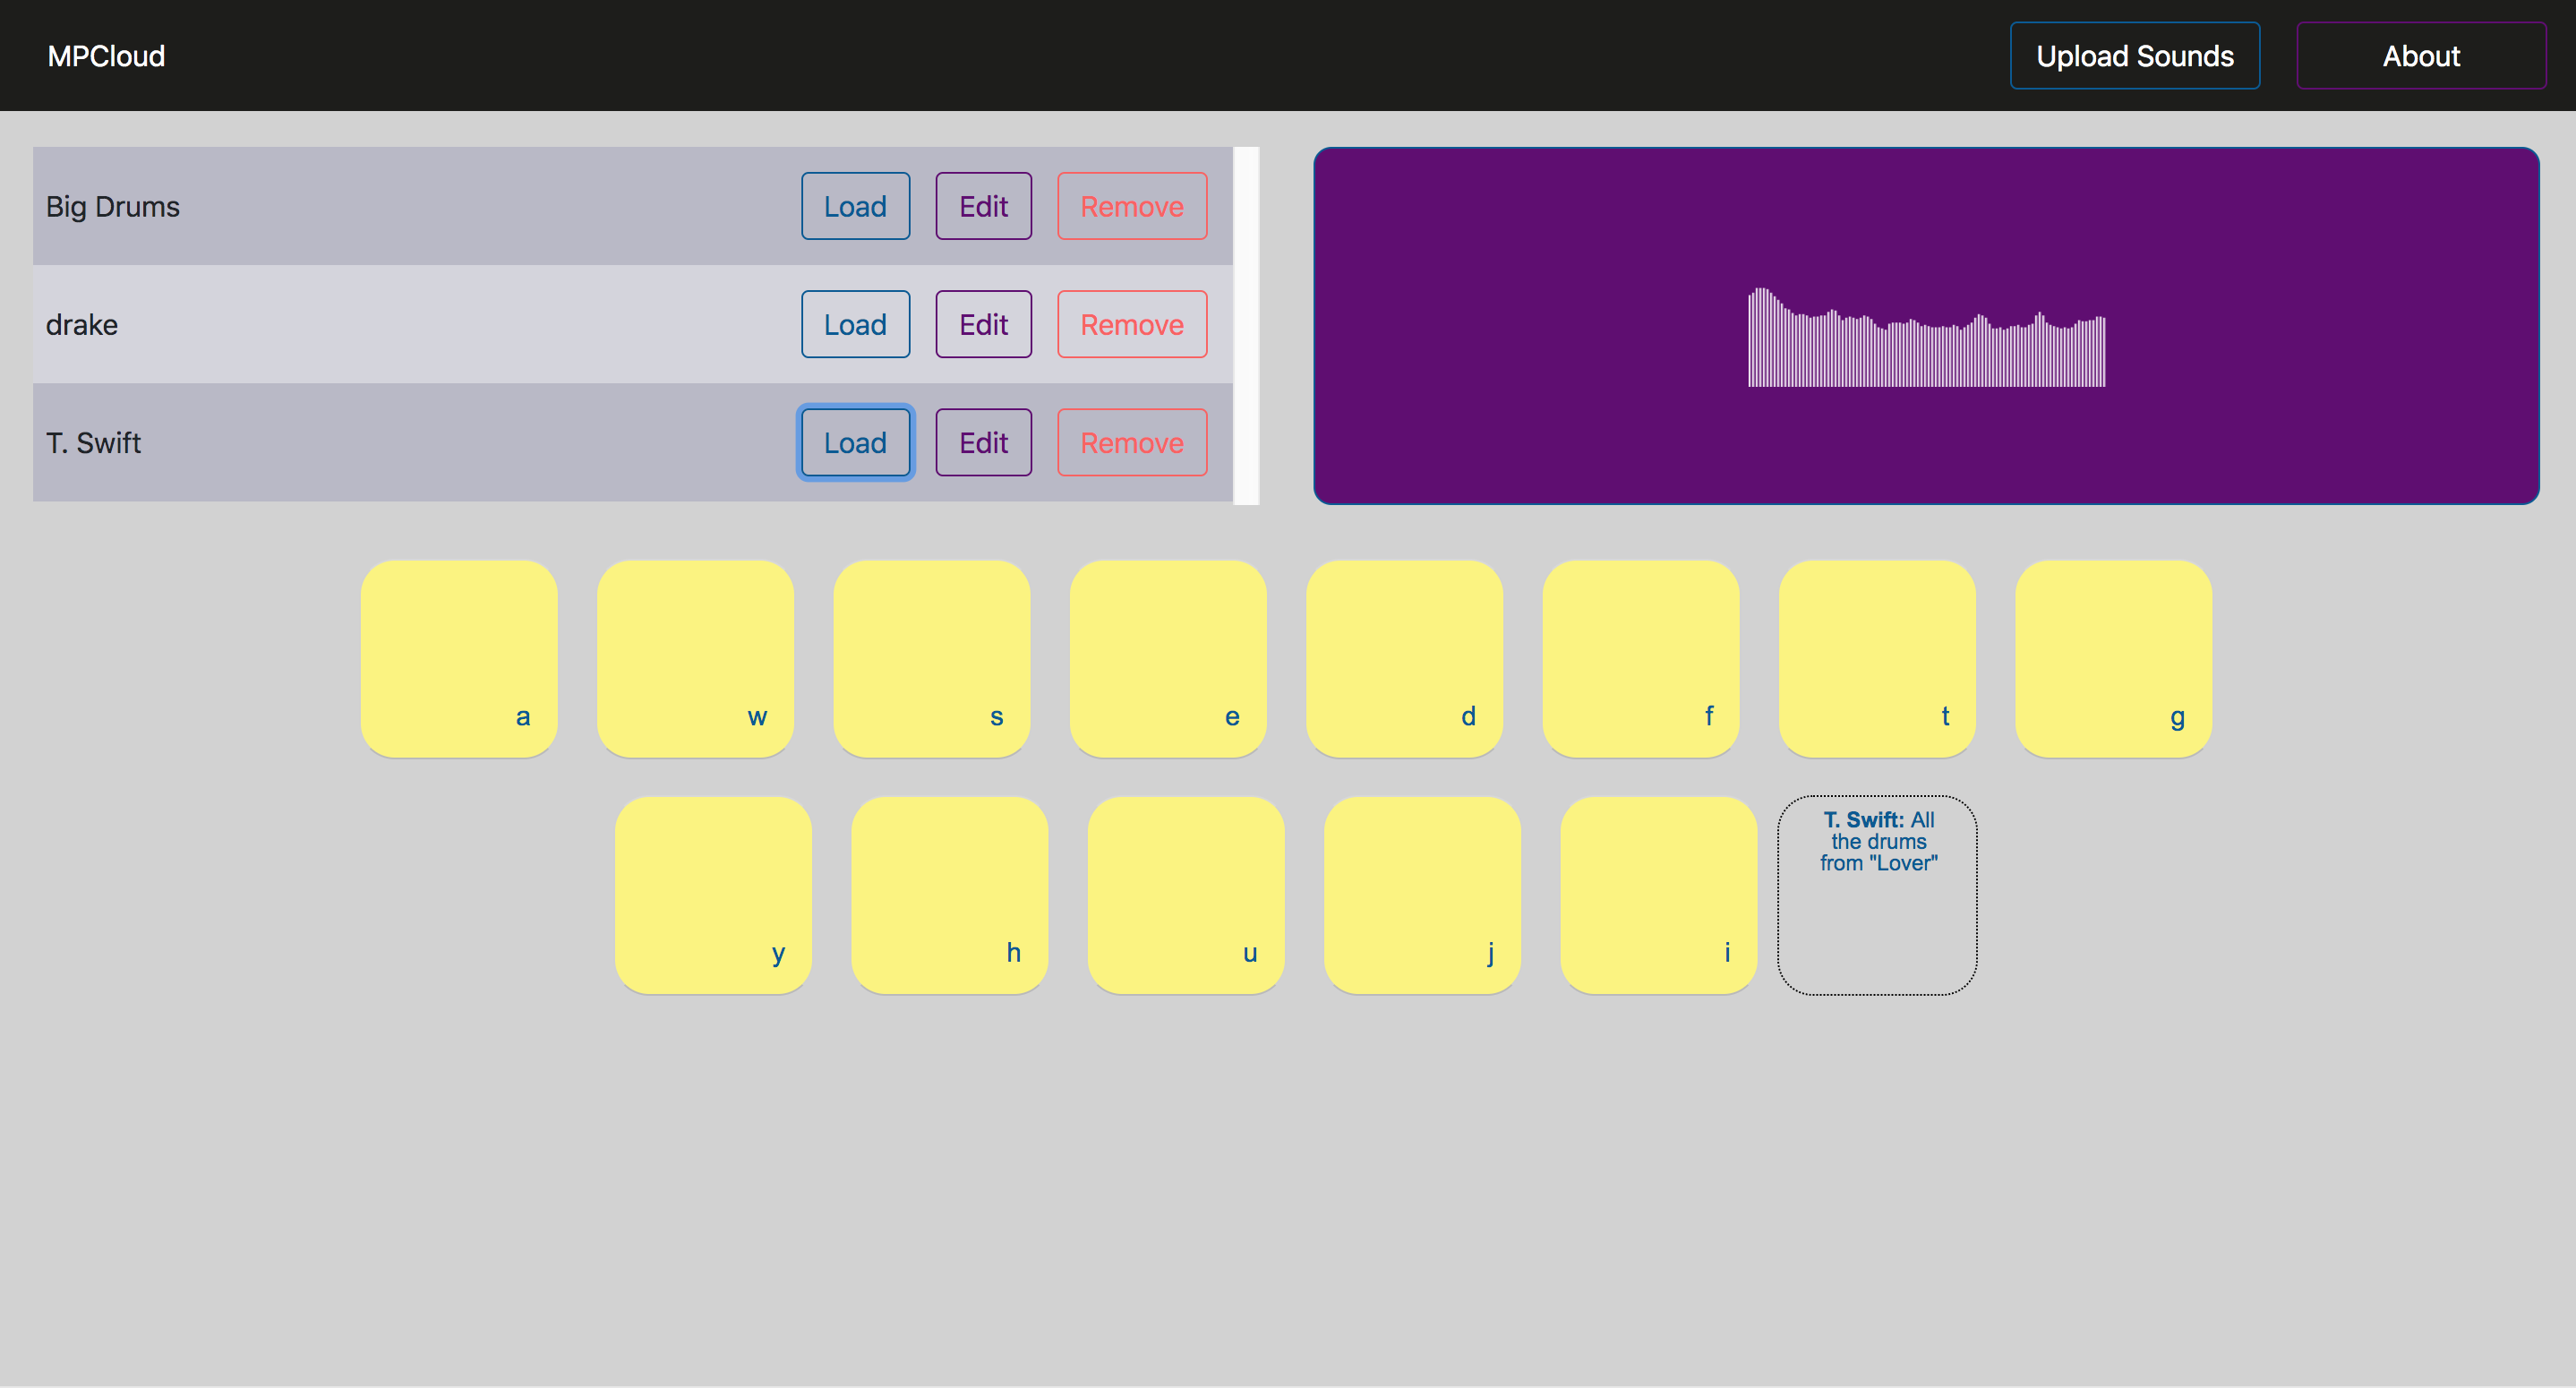 MPCloud
Upload Sounds
About
Big Drums
Load
Edit
Remove
drake
Load
Edit
Remove
T. Swift
Load
Edit
Remove
a
w
s
e
d
f
t
g
y
h
u
j
i
T. Swift: All
the drums
from "Lover"